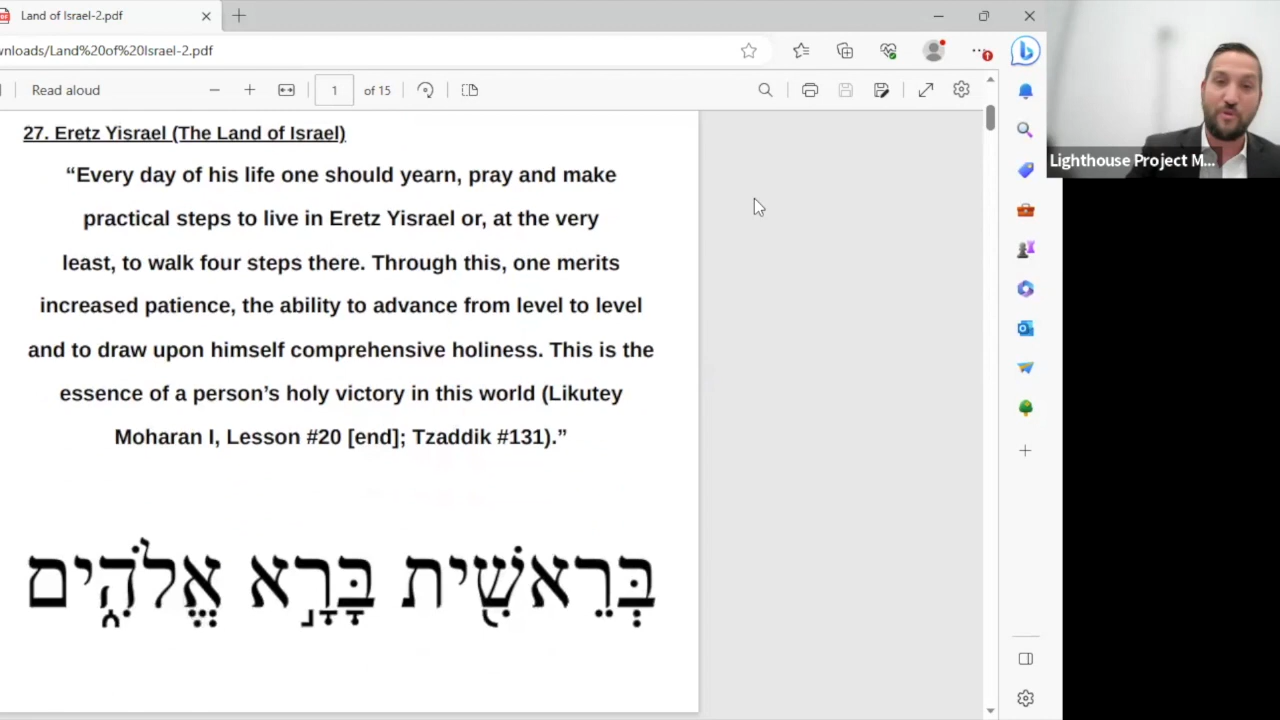 Land of Israel-2.pdf
wnloads/Land%20of%20Israel-2.pdf
Read aloud
1
of 15
27. Eretz Yisrael (The Land of Israel)
“Every day of his life one should yearn, pray and make
practical steps to live in Eretz Yisrael or, at the very
least, to walk four steps there. Through this, one merits
increased patience, the ability to advance from level to level
and to draw upon himself comprehensive holiness. This is the
essence of a person’s holy victory in this world (Likutey
Moharan I, Lesson #20 [end]; Tzaddik #131).”
בְּרֵאשִׁ֖ית בָּרָ֣א אֱלֹהִ֑ים
Lighthouse Project M...